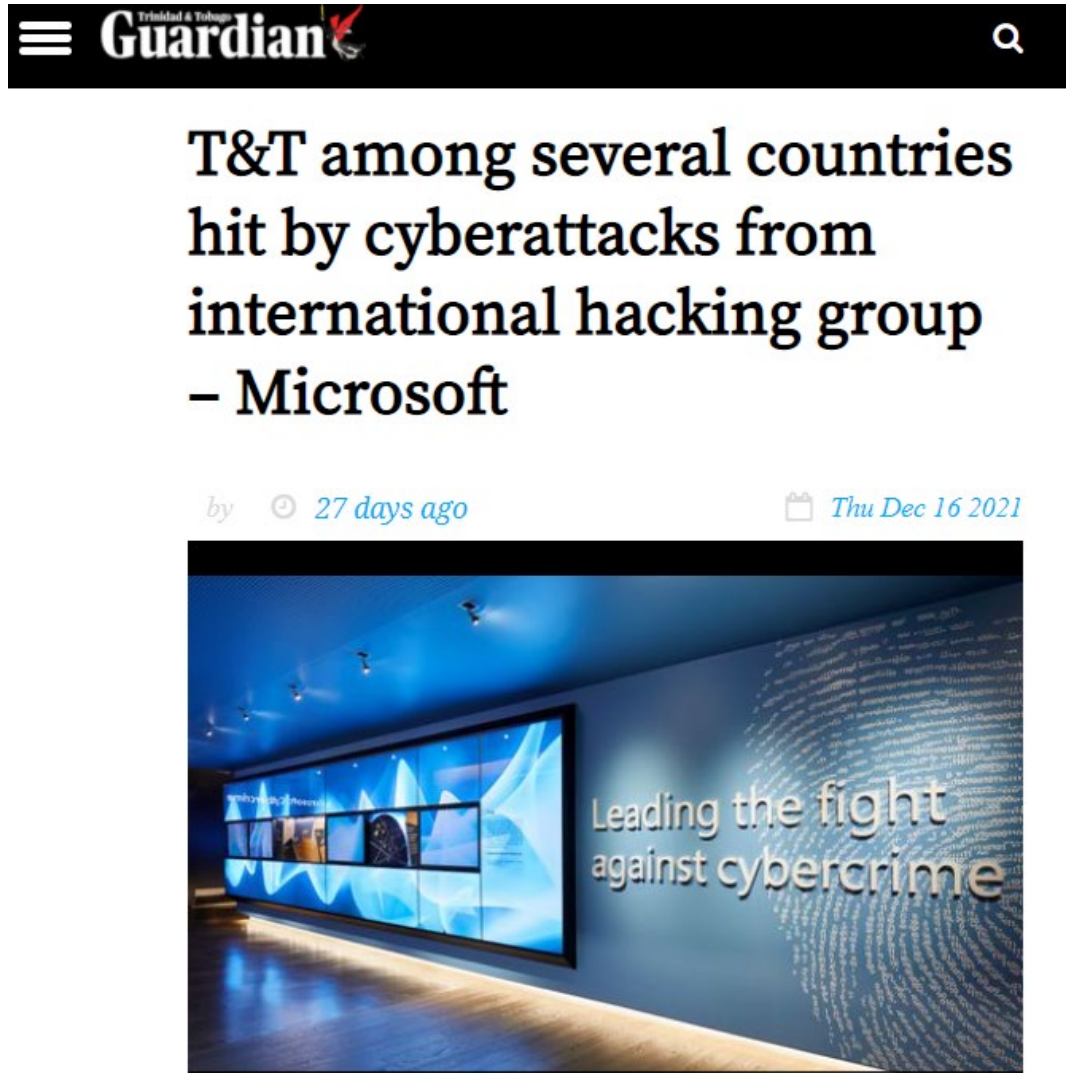 Trinidad & Tobago
Guardian
T&T among several countries
hit by cyberattacks from
international hacking group
– Microsoft
by 27 days ago Thu Dec 16 2021
Leading the fight
against cybercrime